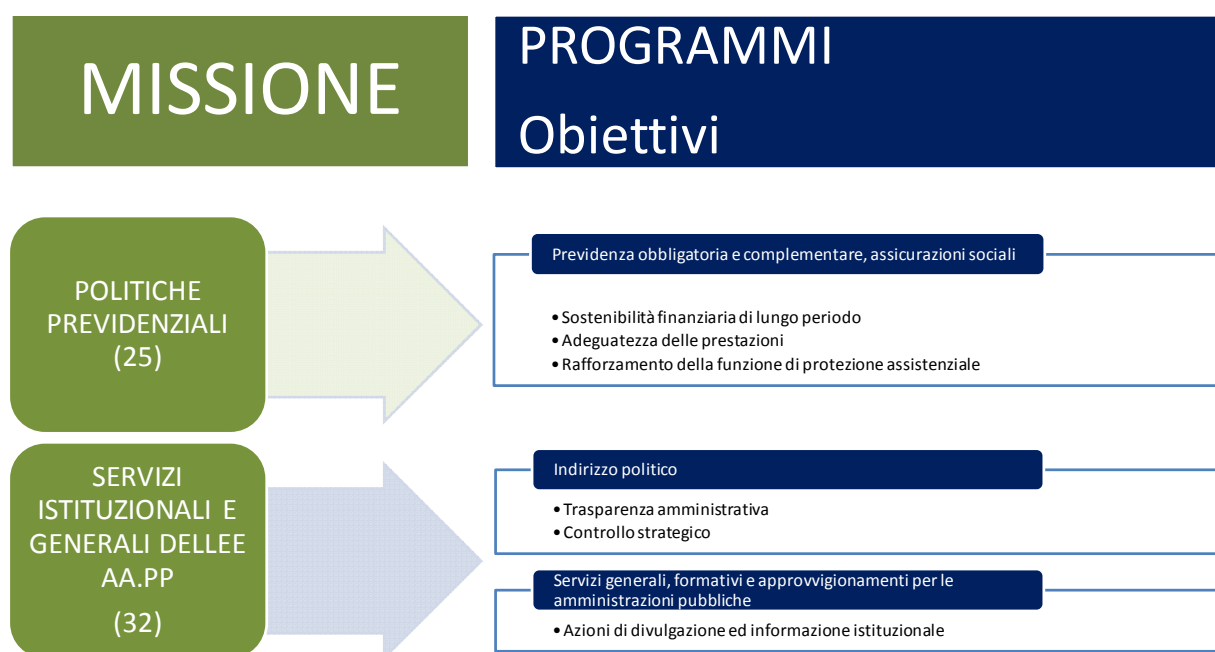 MISSIONE
PROGRAMMI
Obiettivi
POLITICHE
PREVIDENZIALI
(25)
Previdenza obbligatoria e complementare, assicurazioni sociali
•Sostenibilità finanziaria di lungo periodo
•Adeguatezza delle prestazioni
•Rafforzamento della funzione di protezione assistenziale
SERVIZI
ISTITUZIONALI E
GENERALI DELLEE
AA.PP
(32)
Indirizzo politico
•Trasparenza amministrativa
•Controllo strategico
Servizi generali, formativi e approvvigionamenti per le
amministrazioni pubbliche
•Azioni di divulgazione ed informazione istituzionale